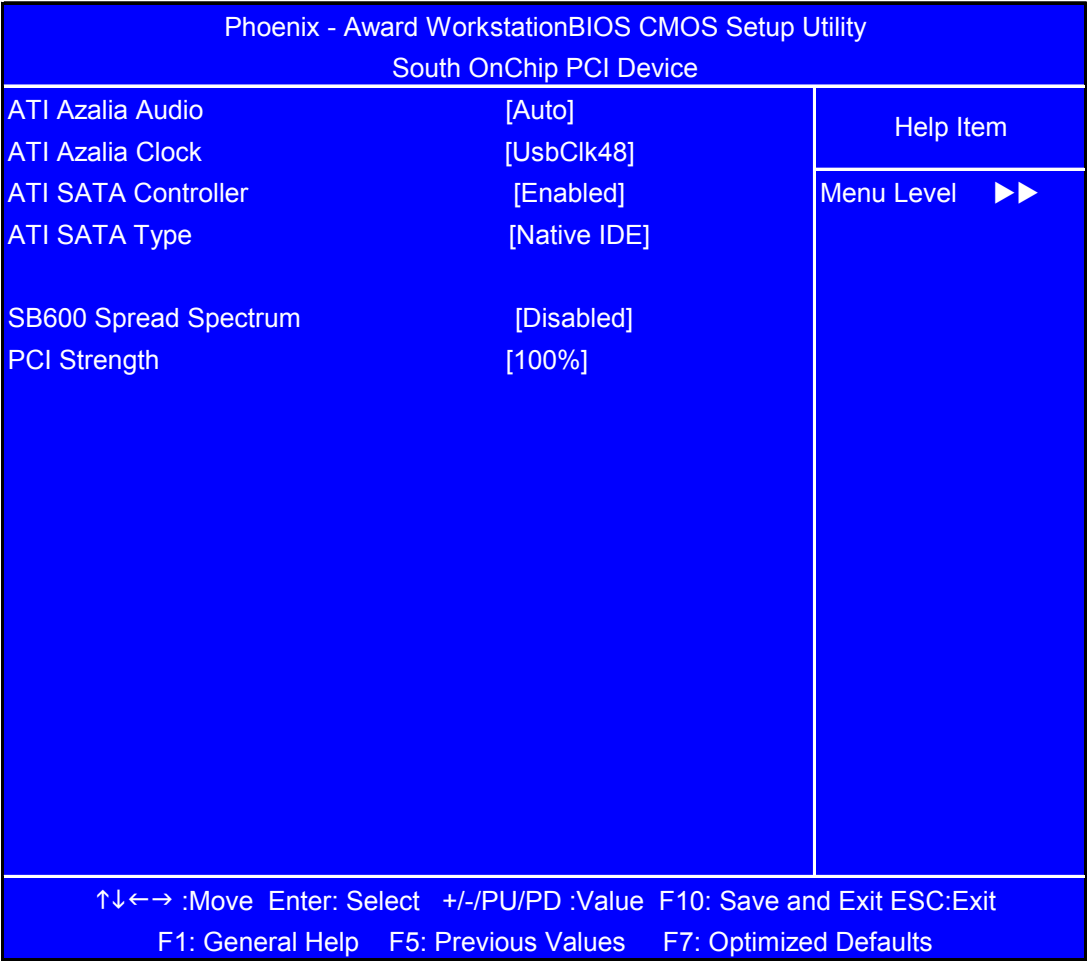 Phoenix - Award WorkstationBIOS CMOS Setup Utility
South OnChip PCI Device
ATI Azalia Audio [Auto]
ATI Azalia Clock [UsbClk48]
ATI SATA Controller [Enabled]
ATI SATA Type [Native IDE]
SB600 Spread Spectrum [Disabled]
PCI Strength [100%]
Help Item
Menu Level ▶▶
↑↓←→ :Move Enter: Select +/-/PU/PD :Value F10: Save and Exit ESC:Exit
F1: General Help F5: Previous Values F7: Optimized Defaults